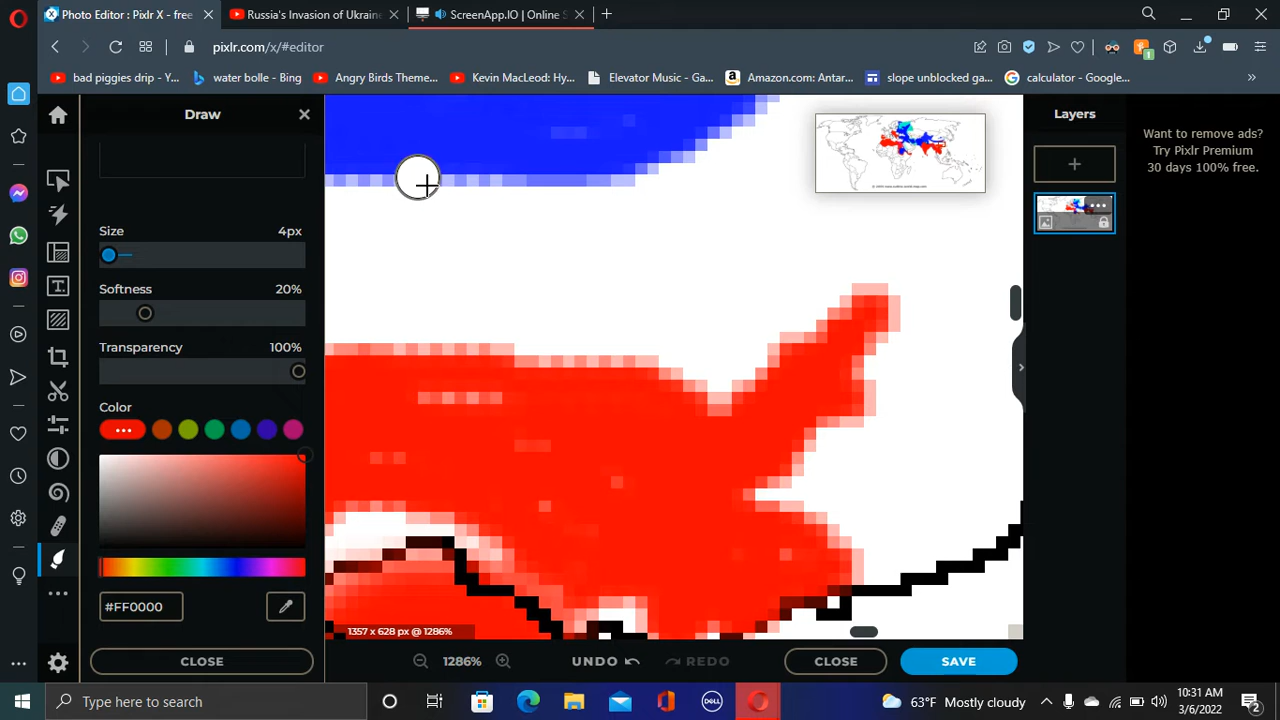 Photo Editor : Pixlr X - free
Russia's Invasion of Ukraine
ScreenApp.IO | Online S
pixlr.com/x/#editor
bad piggies drip - Y...
water bolle - Bing
Angry Birds Theme...
Kevin MacLeod: Hy...
Elevator Music - Ga...
Amazon.com: Antar...
slope unblocked ga...
calculator - Google...
Draw
Size
4px
Softness
20%
Transparency
100%
Color
#FF0000
CLOSE
1357 x 628 px @ 1286%
1286%
UNDO
REDO
CLOSE
SAVE
Layers
Want to remove ads?
Try Pixlr Premium
30 days 100% free.
Type here to search
DELL
63°F Mostly cloudy
10:31 AM
3/6/2022
2